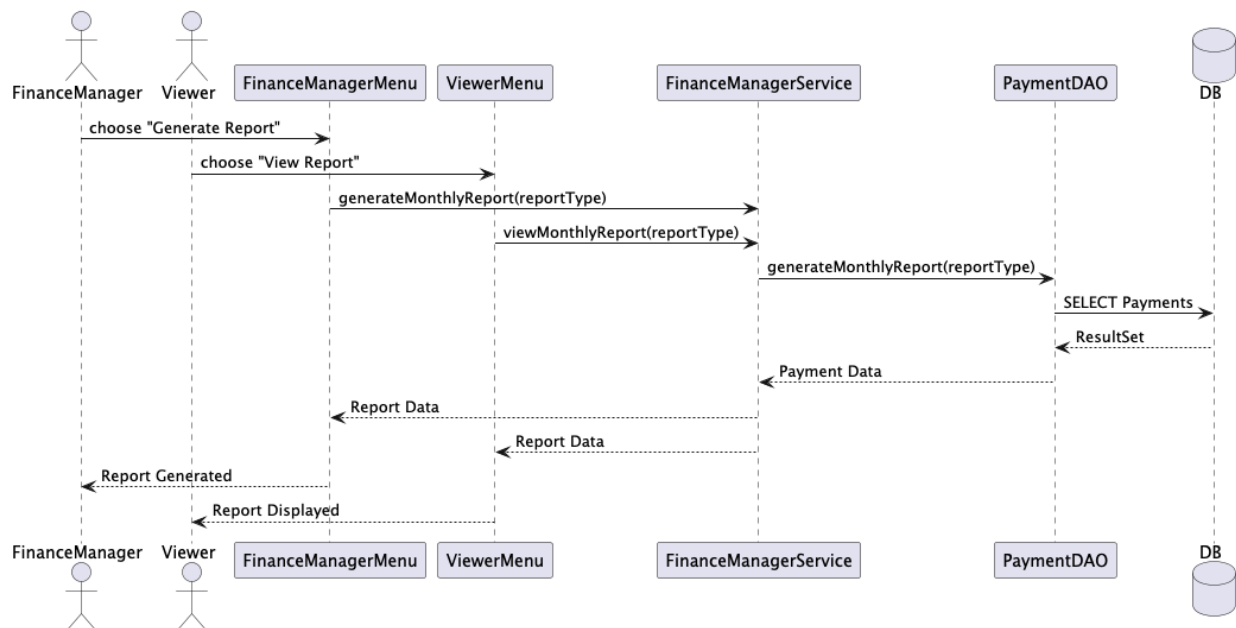 FinanceManager
Viewer
FinanceManagerMenu
ViewerMenu
FinanceManagerService
PaymentDAO
DB
choose "Generate Report"
choose "View Report"
generateMonthlyReport(reportType)
viewMonthlyReport(reportType)
generateMonthlyReport(reportType)
SELECT Payments
ResultSet
Payment Data
Report Data
Report Data
Report Generated
Report Displayed
FinanceManager
Viewer
FinanceManagerMenu
ViewerMenu
FinanceManagerService
PaymentDAO
DB